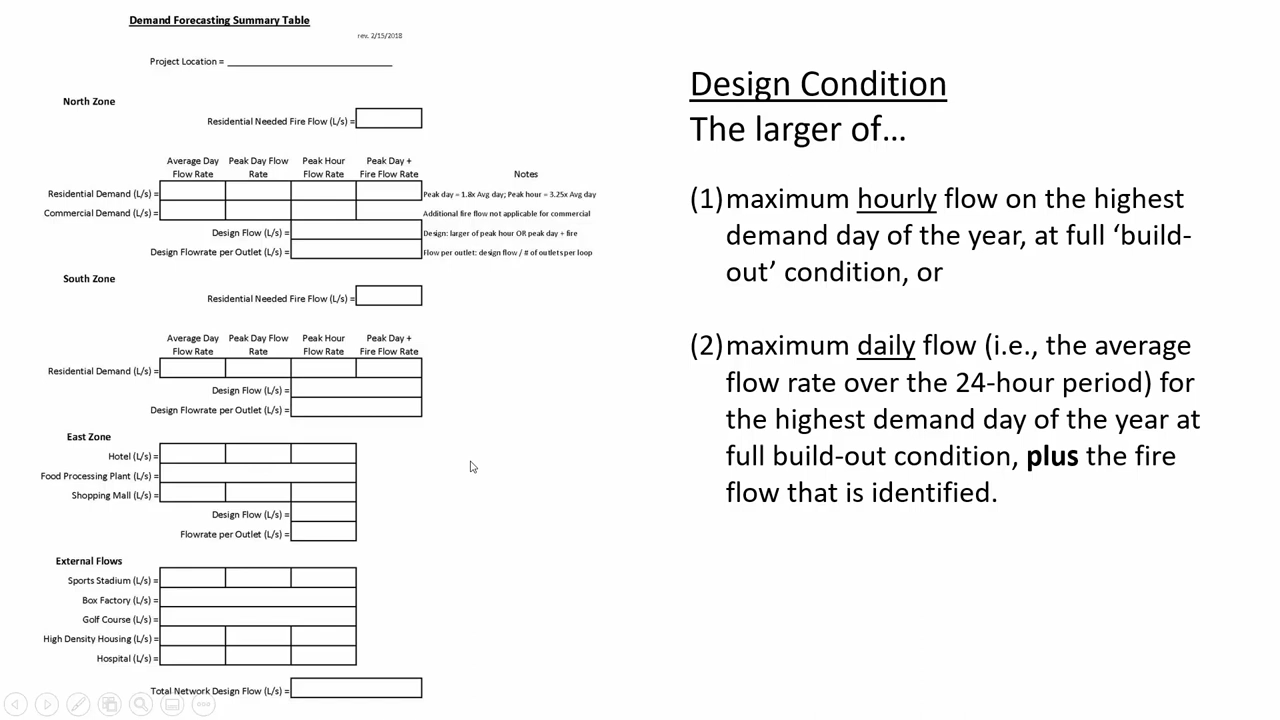 Demand Forecasting Summary Table
rev. 2/15/2018
Project Location = 
North Zone
Residential Needed Fire Flow (L/s) =
Average Day Flow Rate
Peak Day Flow Rate
Peak Hour Flow Rate
Peak Day + Fire Flow Rate
Notes
Residential Demand (L/s) =
Peak day = 1.8x Avg day; Peak hour = 3.25x Avg day
Commercial Demand (L/s) =
Additional fire flow not applicable for commercial
Design Flow (L/s) =
Design: larger of peak hour OR peak day + fire
Design Flowrate per Outlet (L/s) =
Flow per outlet: design flow / # of outlets per loop
South Zone
Residential Needed Fire Flow (L/s) =
Average Day Flow Rate
Peak Day Flow Rate
Peak Hour Flow Rate
Peak Day + Fire Flow Rate
Residential Demand (L/s) =
Design Flow (L/s) =
Design Flowrate per Outlet (L/s) =
East Zone
Hotel (L/s) =
Food Processing Plant (L/s) =
Shopping Mall (L/s) =
Design Flow (L/s) =
Flowrate per Outlet (L/s) =
External Flows
Sports Stadium (L/s) =
Box Factory (L/s) =
Golf Course (L/s) =
High Density Housing (L/s) =
Hospital (L/s) =
Total Network Design Flow (L/s) =
Design Condition
The larger of...
(1) maximum hourly flow on the highest
demand day of the year, at full ‘build-
out’ condition, or
(2) maximum daily flow (i.e., the average
flow rate over the 24-hour period) for
the highest demand day of the year at
full build-out condition, plus the fire
flow that is identified.